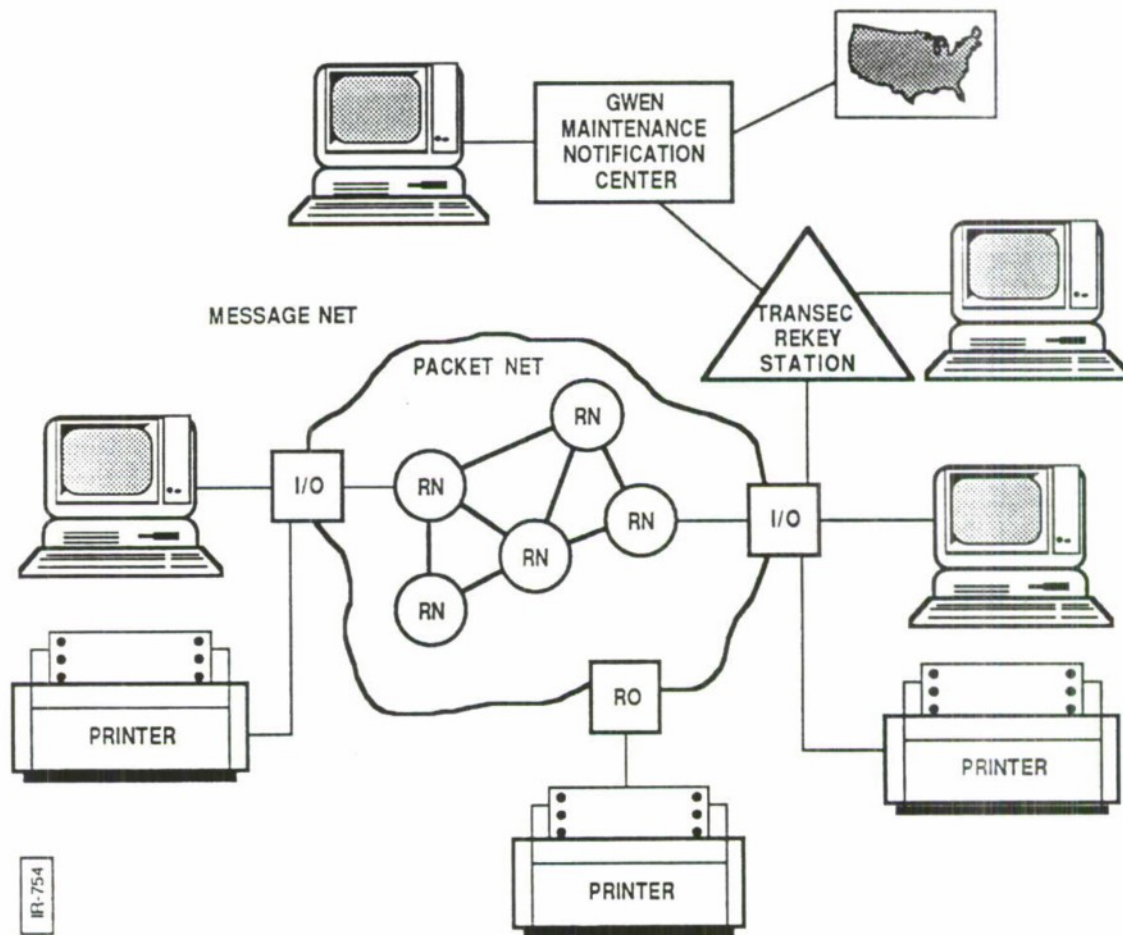 GWEN
MAINTENANCE
NOTIFICATION
CENTER
TRANSEC
REKEY
STATION
MESSAGE NET
PACKET NET
RN
I/O
RN
RN
I/O
RN
RN
RO
PRINTER
PRINTER
PRINTER
IR-754